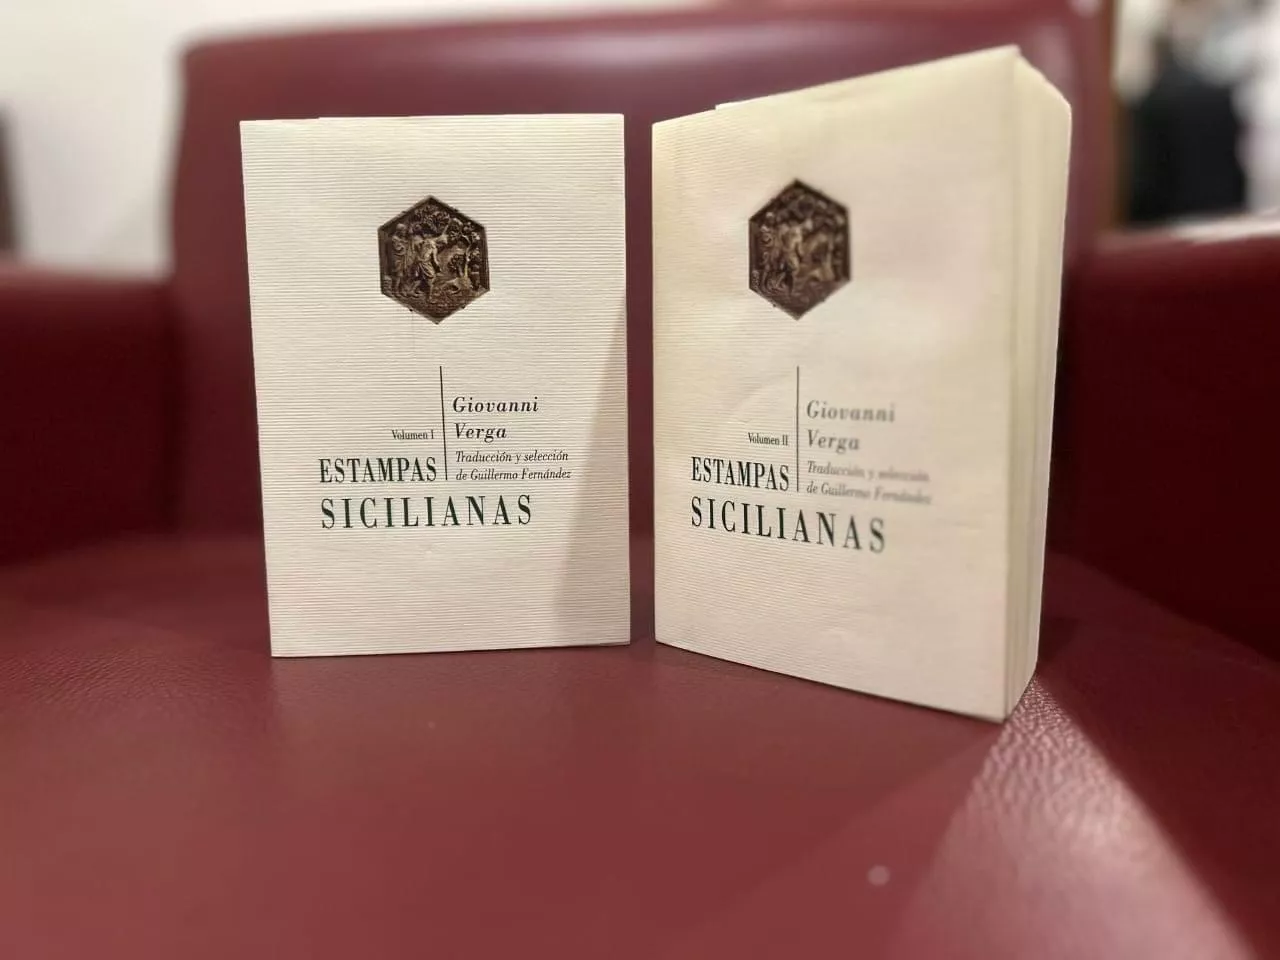 Giovanni
Volumen I
Verga
Traducción y selección
de Guillermo Fernández
ESTAMPAS
SICILIANAS
Giovanni
Volumen II
Verga
Traducción y selección
de Guillermo Fernández
ESTAMPAS
SICILIANAS